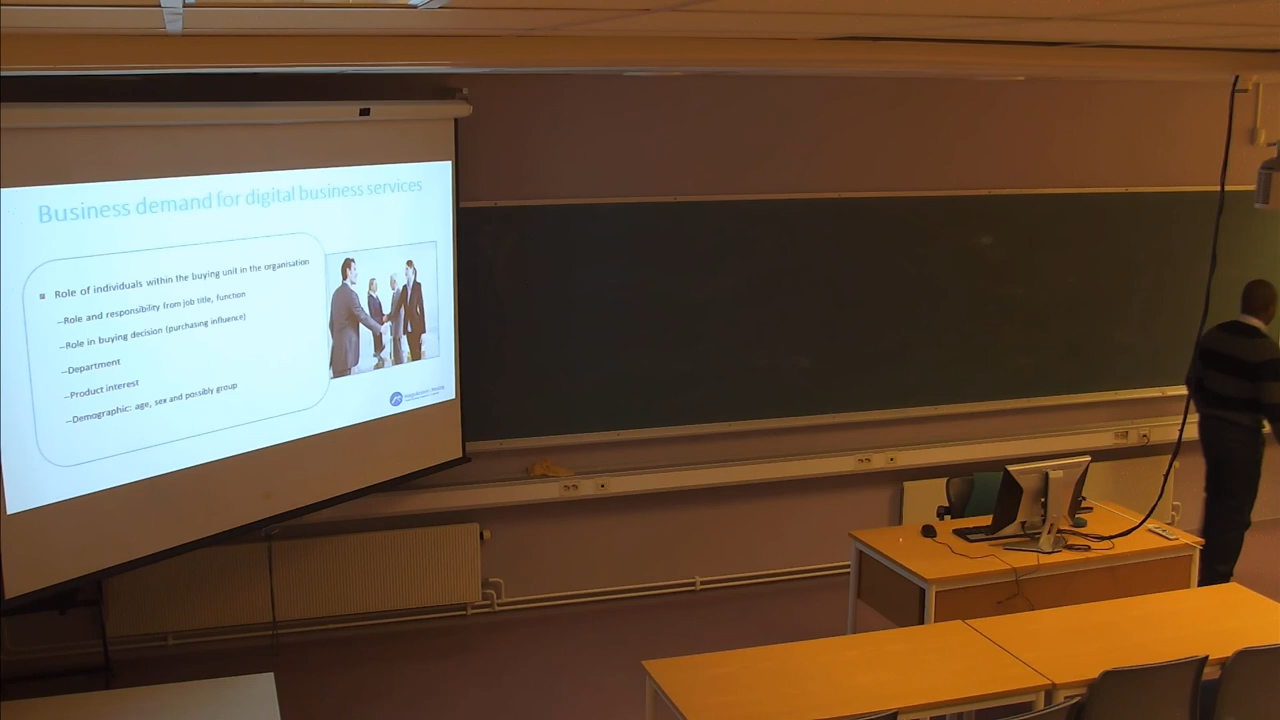 Business demand for digital business services
Role of individuals within the buying unit in the organisation
–Role and responsibility from job title, function
–Role in buying decision (purchasing influence)
–Department
–Product interest
–Demographic: age, sex and possibly group